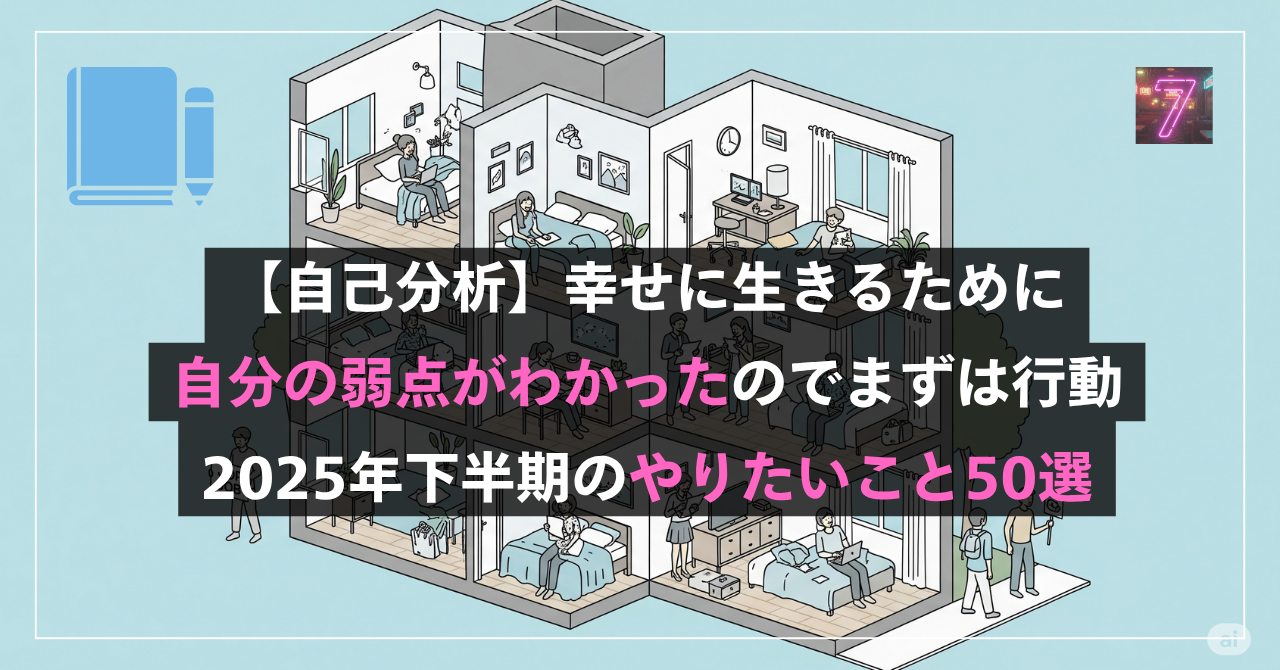 7
【自己分析】幸せに生きるために
自分の弱点がわかったのでまずは行動
2025年下半期のやりたいこと50選
ai